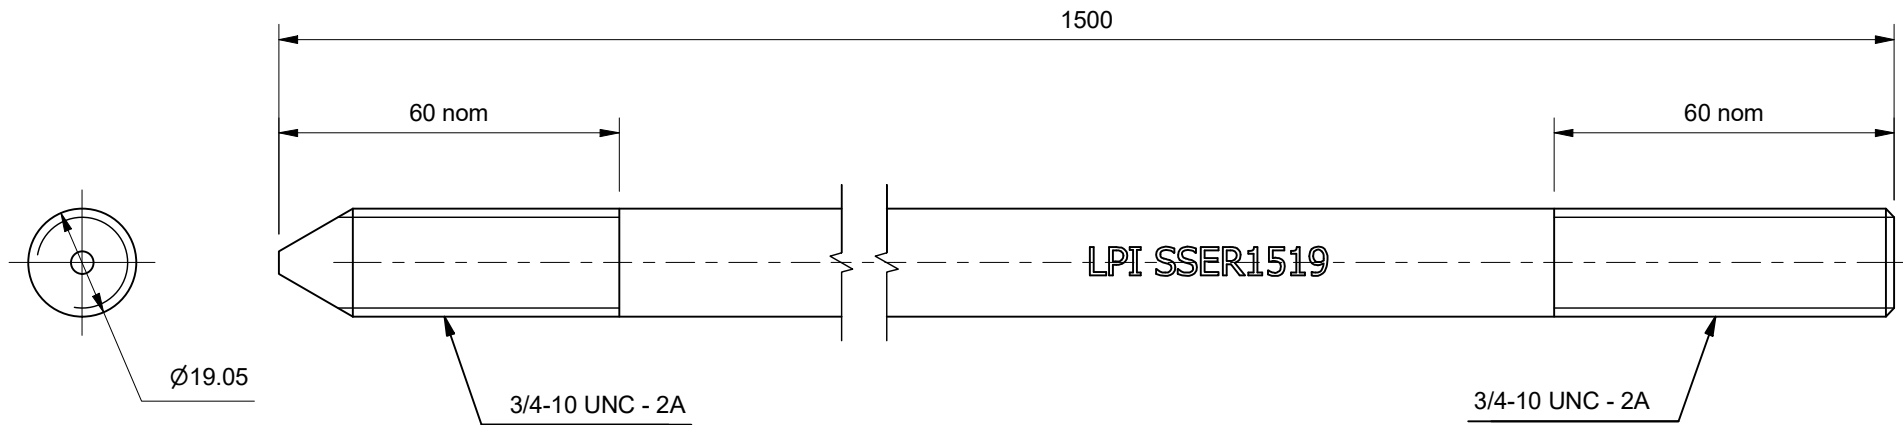 1500
60 nom
60 nom
LPI SSER1519
Ø19.05
3/4-10 UNC - 2A
3/4-10 UNC - 2A